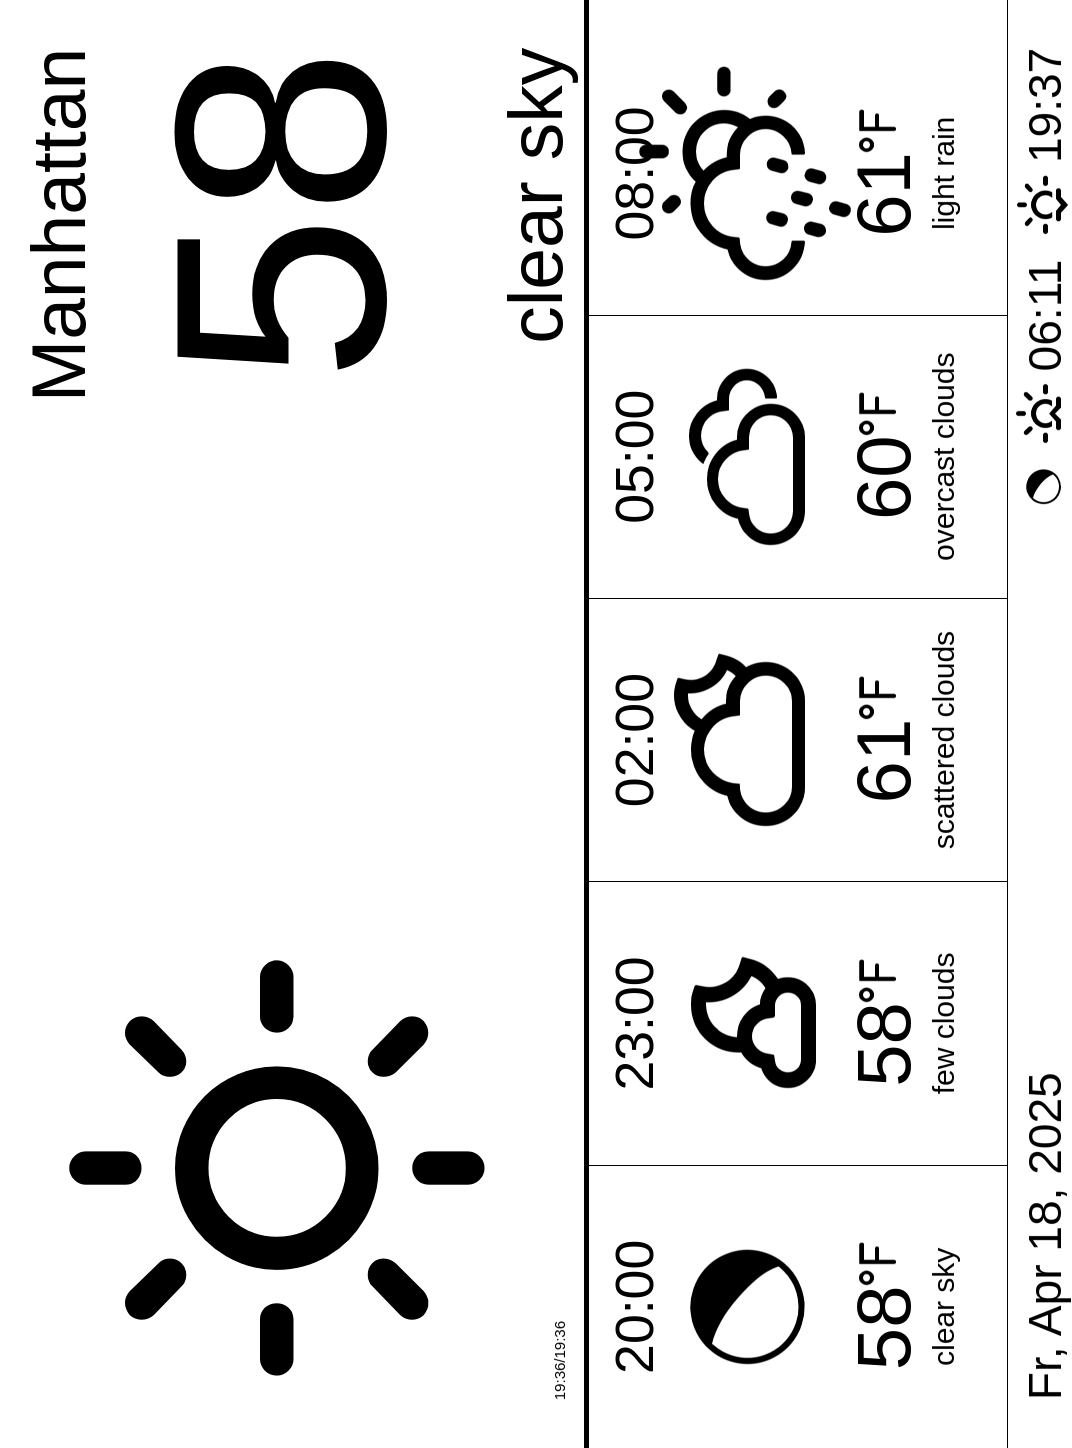 Manhattan
58
clear sky
19:36/19:36
20:00
58°F
clear sky
23:00
58°F
few clouds
02:00
61°F
scattered clouds
05:00
60°F
overcast clouds
08:00
61°F
light rain
Fr, Apr 18, 2025
06:11
19:37